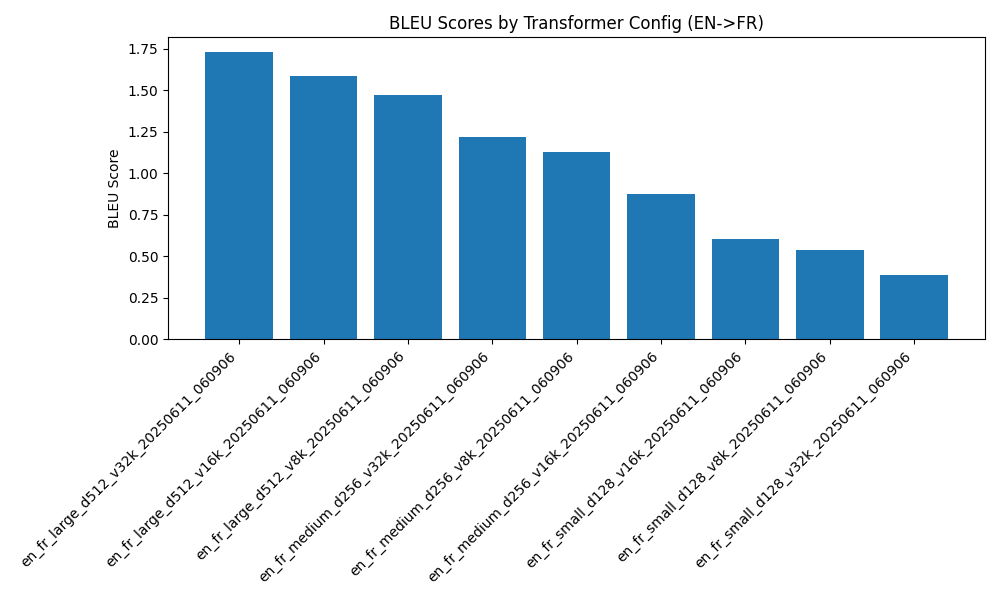 BLEU Scores by Transformer Config (EN->FR)
BLEU Score
1.75
1.50
1.25
1.00
0.75
0.50
0.25
0.00
en_fr_large_d512_v32k_20250611_060906
en_fr_large_d512_v16k_20250611_060906
en_fr_large_d512_v8k_20250611_060906
en_fr_medium_d256_v32k_20250611_060906
en_fr_medium_d256_v8k_20250611_060906
en_fr_medium_d256_v16k_20250611_060906
en_fr_small_d128_v16k_20250611_060906
en_fr_small_d128_v8k_20250611_060906
en_fr_small_d128_v32k_20250611_060906